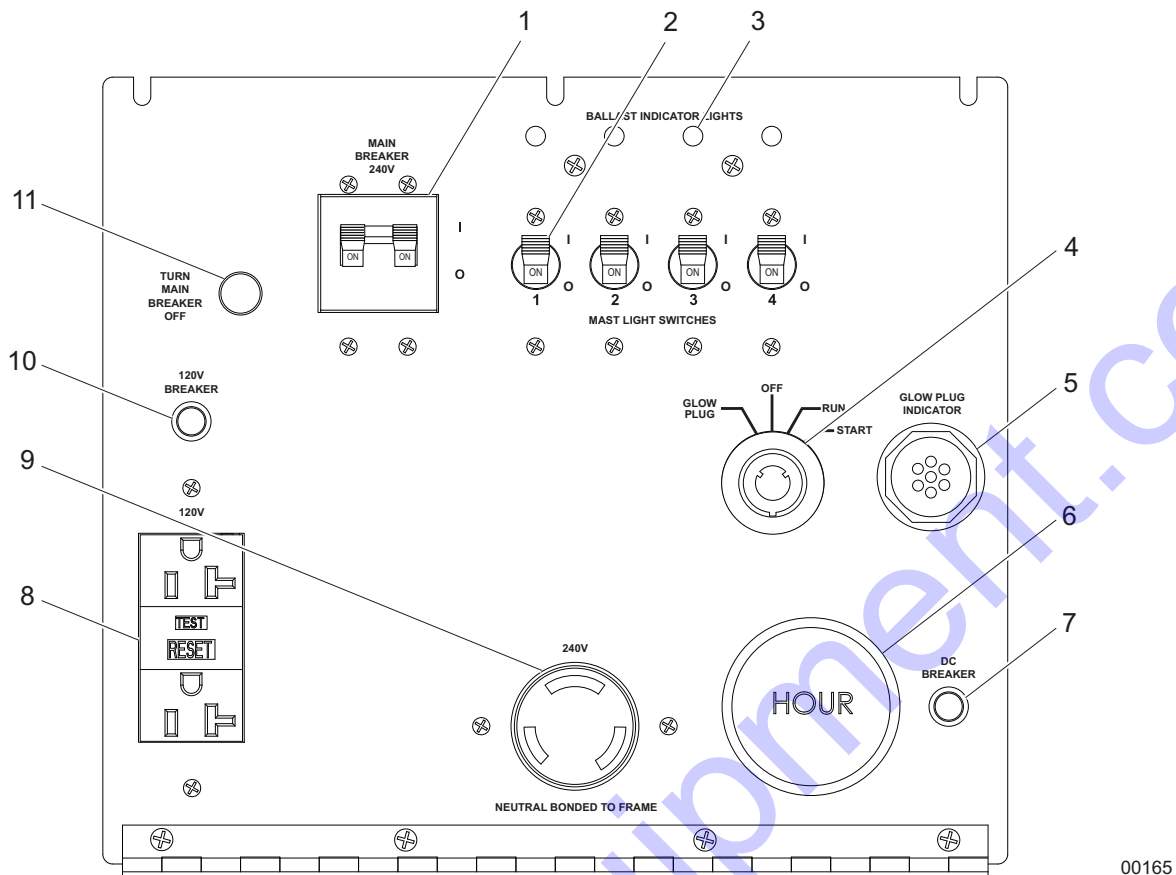 1
2
3
BALLAST INDICATOR LIGHTS
MAIN
BREAKER
240V
I
O
ON
ON
I
I
I
I
ON
ON
ON
ON
O
O
O
O
1
2
3
4
MAST LIGHT SWITCHES
11
TURN
MAIN
BREAKER
OFF
4
10
120V
BREAKER
GLOW
PLUG
OFF
RUN
START
GLOW PLUG
INDICATOR
5
9
120V
6
8
TEST
RESET
240V
HOUR
DC
BREAKER
7
NEUTRAL BONDED TO FRAME
00165